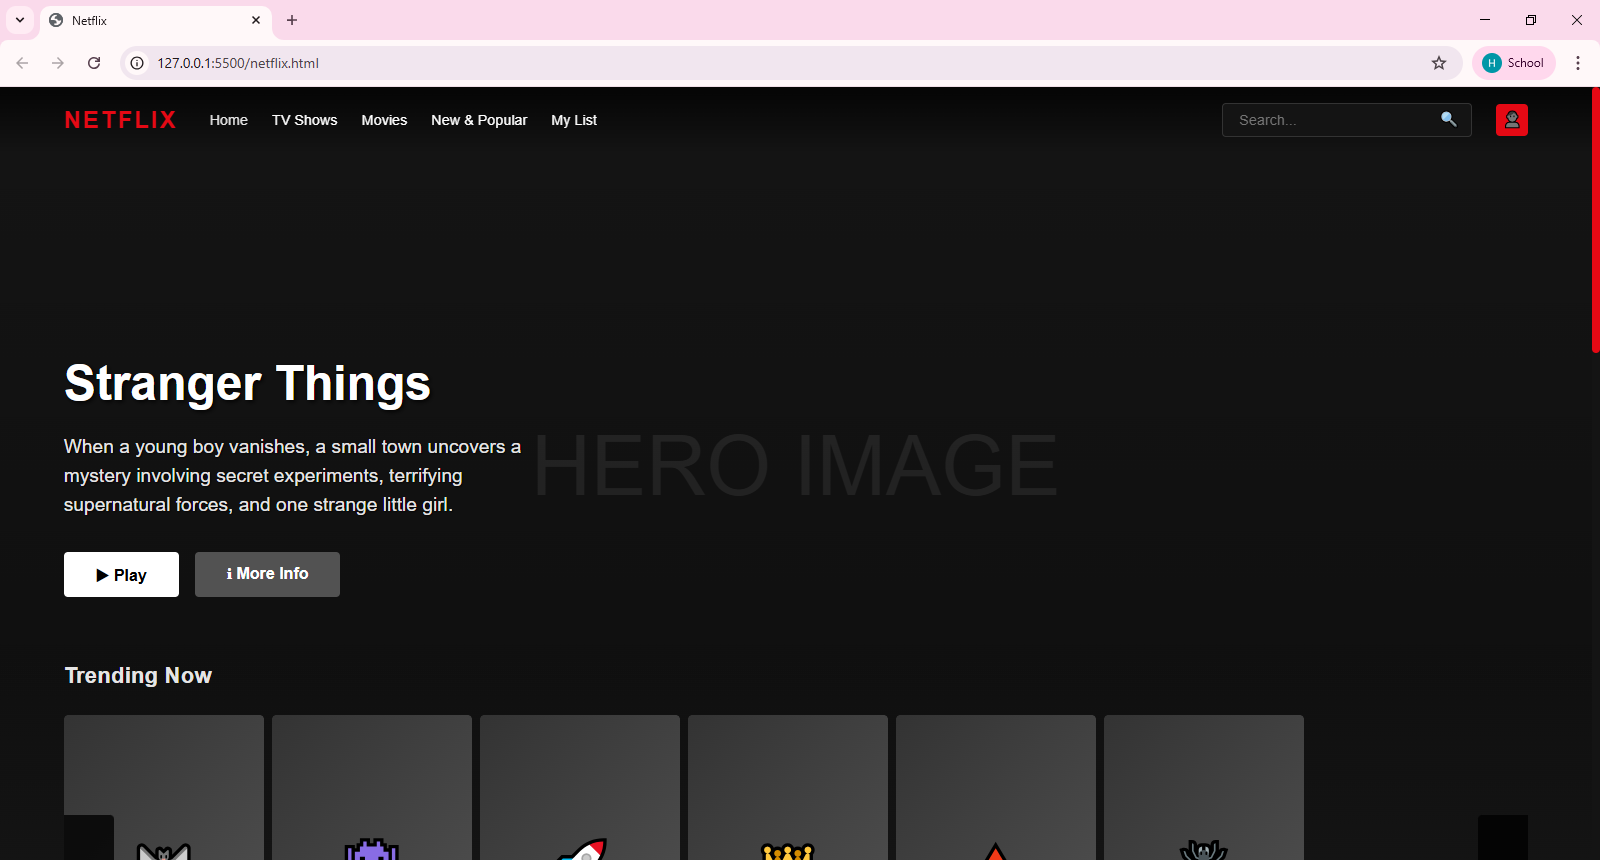 Netflix
127.0.0.1:5500/netflix.html
H School
NETFLIX Home TV Shows Movies New & Popular My List Search...
Stranger Things
When a young boy vanishes, a small town uncovers a
mystery involving secret experiments, terrifying
supernatural forces, and one strange little girl.
HERO IMAGE
▶ Play ℹ More Info
Trending Now